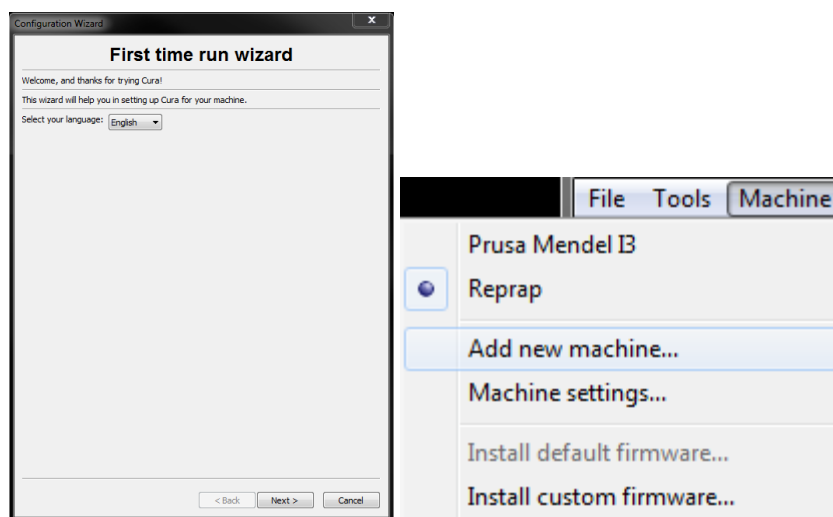 Configuration Wizard
x
First time run wizard
Welcome, and thanks for trying Cura!
This wizard will help you in setting up Cura for your machine.
Select your language: English
< Back Next > Cancel
File Tools Machine
Prusa Mendel I3
Reprap
Add new machine...
Machine settings...
Install default firmware...
Install custom firmware...